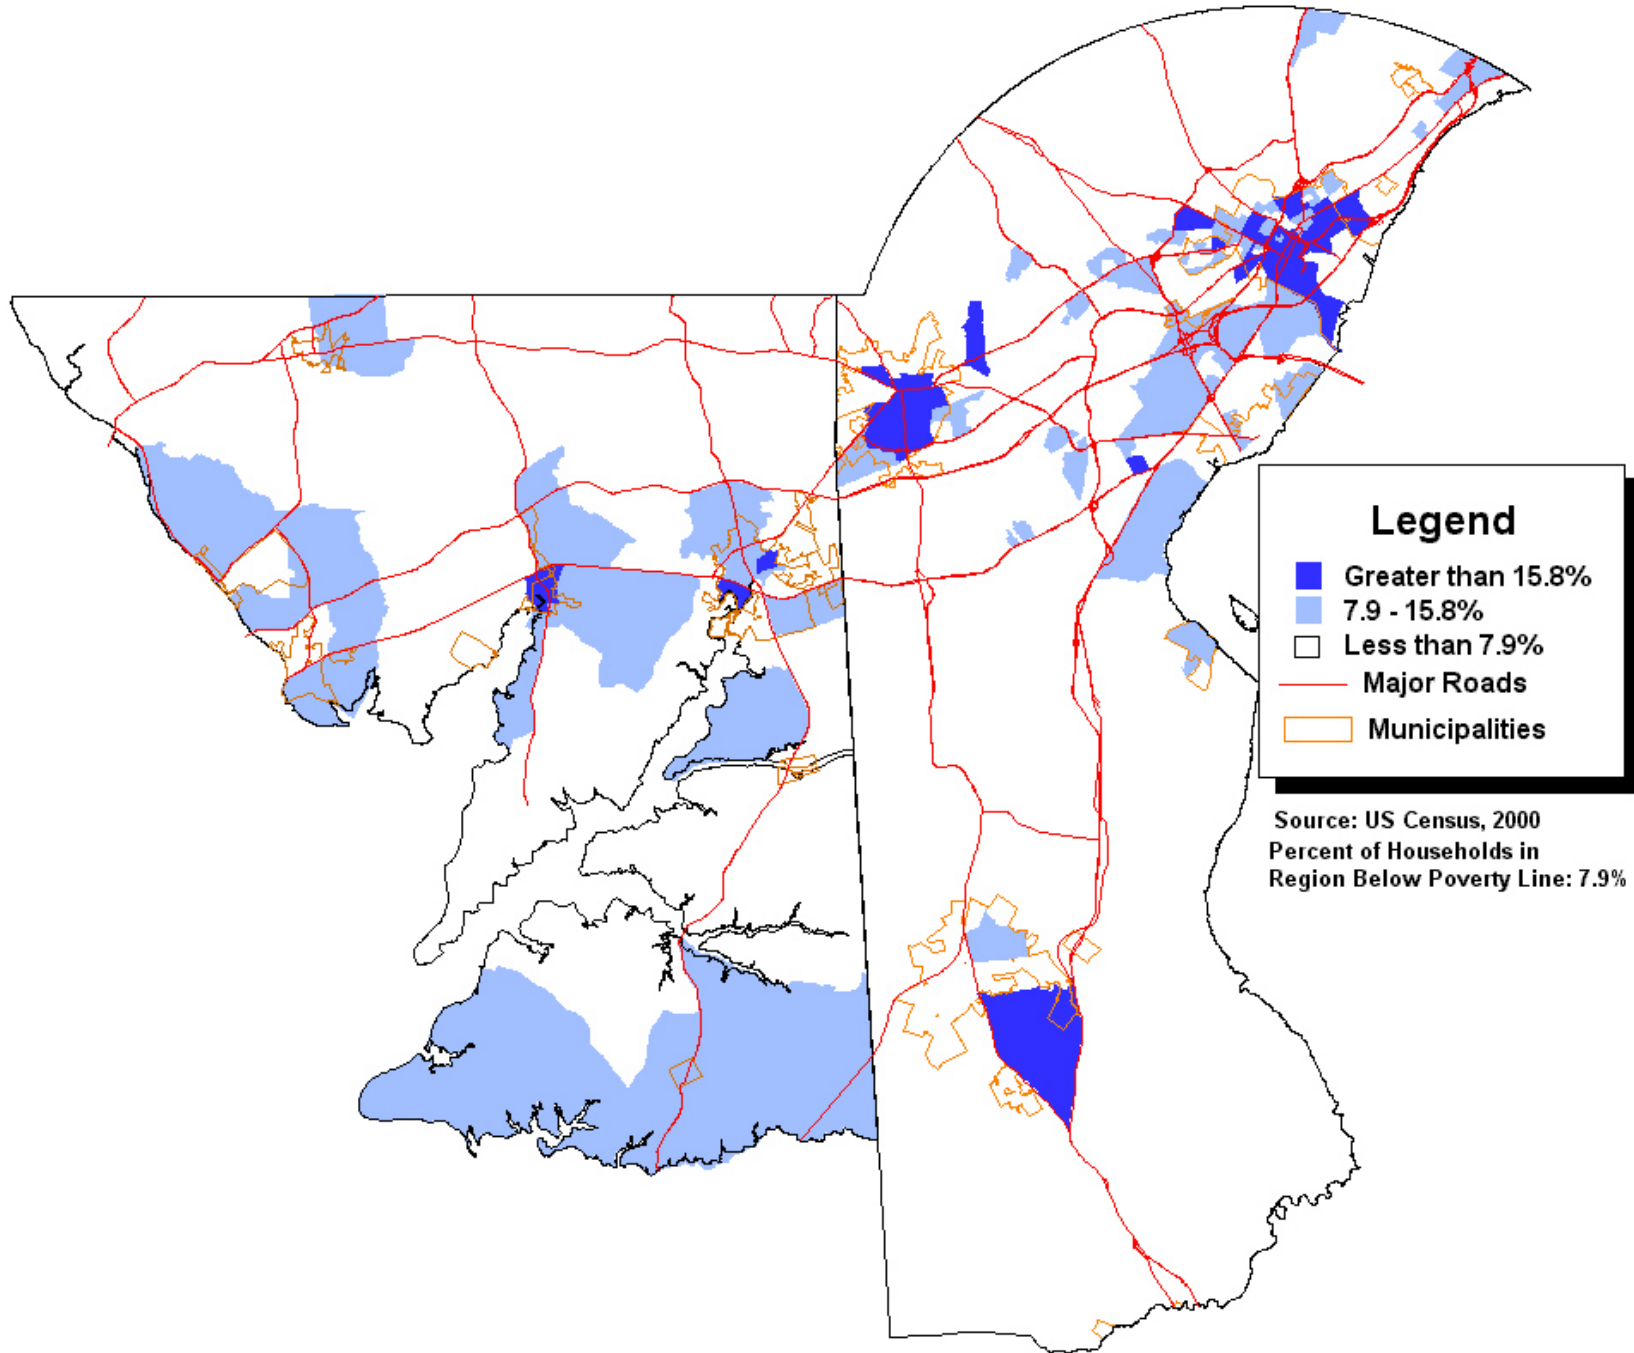 Legend
Greater than 15.8%
7.9 - 15.8%
Less than 7.9%
Major Roads
Municipalities
Source: US Census, 2000
Percent of Households in
Region Below Poverty Line: 7.9%